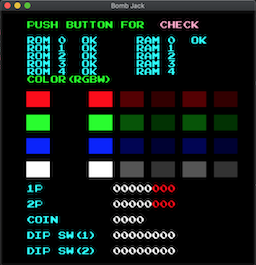 Bomb Jack
PUSH BUTTON FOR CHECK
ROM 0 OK RAM 0 OK
ROM 1 OK RAM 1
ROM 2 OK RAM 2
ROM 3 OK RAM 3
ROM 4 OK RAM 4
COLOR(RGBW)
1P 00000000
2P 00000000
COIN 0000
DIP SW(1) 00000000
DIP SW(2) 00000000